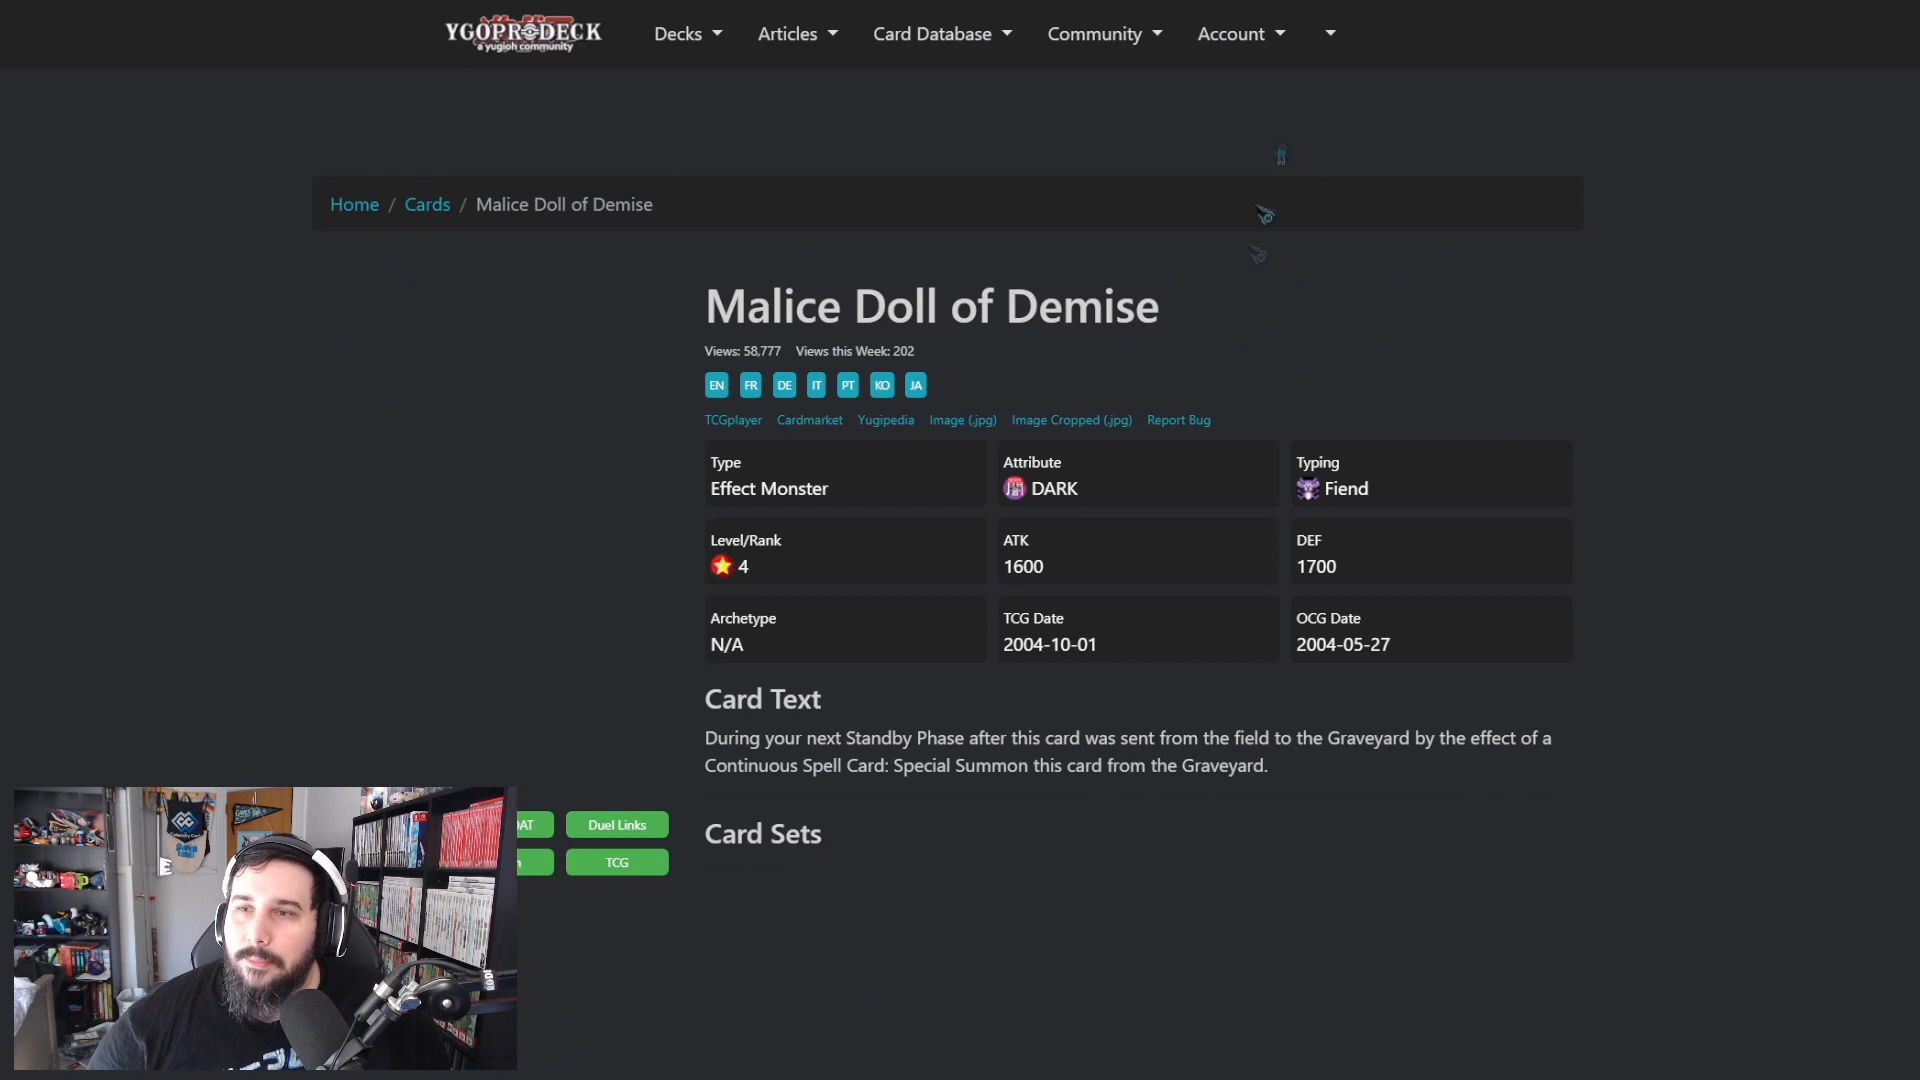 YGOPRODECK
a yugioh community
Decks
Articles
Card Database
Community
Account
Home / Cards / Malice Doll of Demise
Malice Doll of Demise
Views: 58,777 Views this Week: 202
EN FR DE IT PT KO JA
TCGplayer Cardmarket Yugipedia Image (.jpg) Image Cropped (.jpg) Report Bug
Type
Effect Monster
Attribute
DARK
Typing
Fiend
Level/Rank
4
ATK
1600
DEF
1700
Archetype
N/A
TCG Date
2004-10-01
OCG Date
2004-05-27
Card Text
During your next Standby Phase after this card was sent from the field to the Graveyard by the effect of a
Continuous Spell Card: Special Summon this card from the Graveyard.
Duel Links
TCG
Card Sets